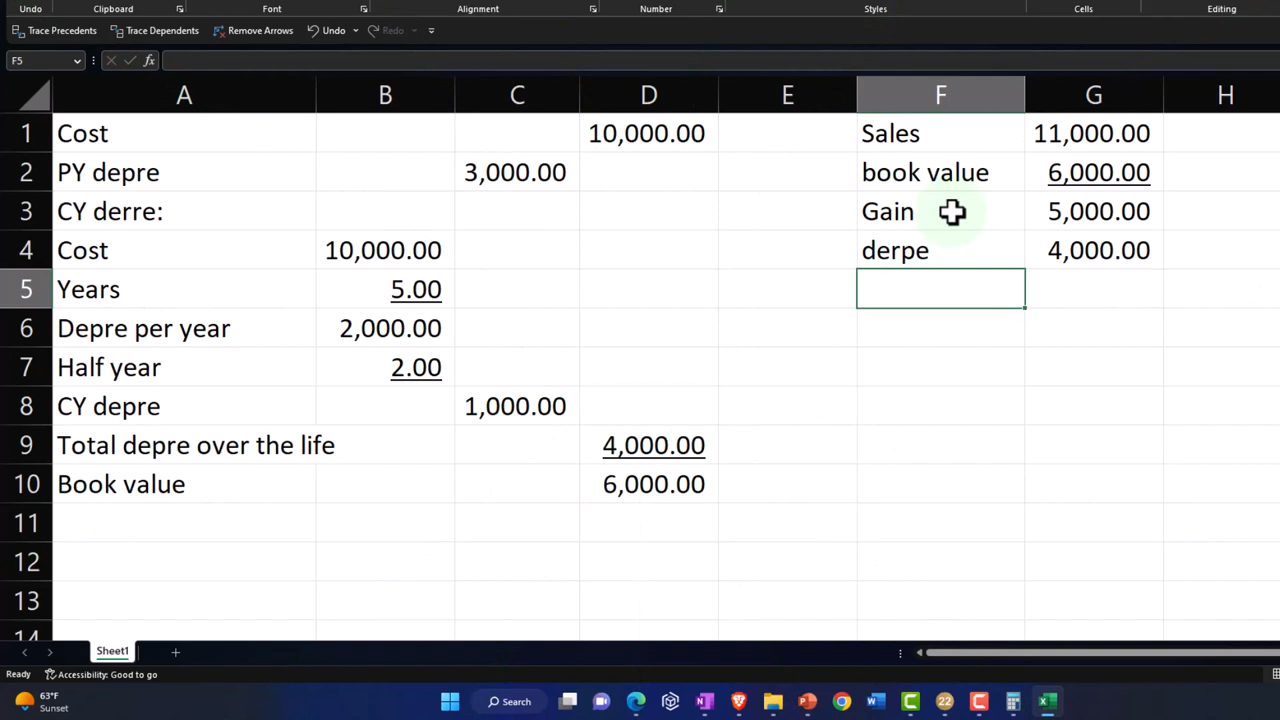 Undo Clipboard Font Alignment Number Styles Cells Editing
Trace Precedents Trace Dependents Remove Arrows Undo Redo
F5 fx
A B C D E F G H
1 Cost 10,000.00 Sales 11,000.00
2 PY depre 3,000.00 book value 6,000.00
3 CY derre: Gain 5,000.00
4 Cost 10,000.00 derpe 4,000.00
5 Years 5.00
6 Depre per year 2,000.00
7 Half year 2.00
8 CY depre 1,000.00
9 Total depre over the life 4,000.00
10 Book value 6,000.00
11
12
13
14
Sheet1
Ready Accessibility: Good to go
63°F
Sunset
Search
22